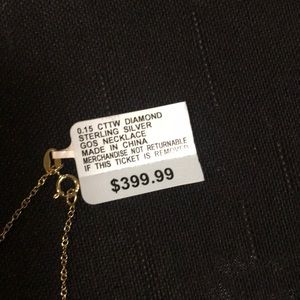 0.15 CTTW DIAMOND
STERLING SILVER
GOS NECKLACE
MADE IN CHINA
MERCHANDISE NOT RETURNABLE
IF THIS TICKET IS REMOVED
$399.99